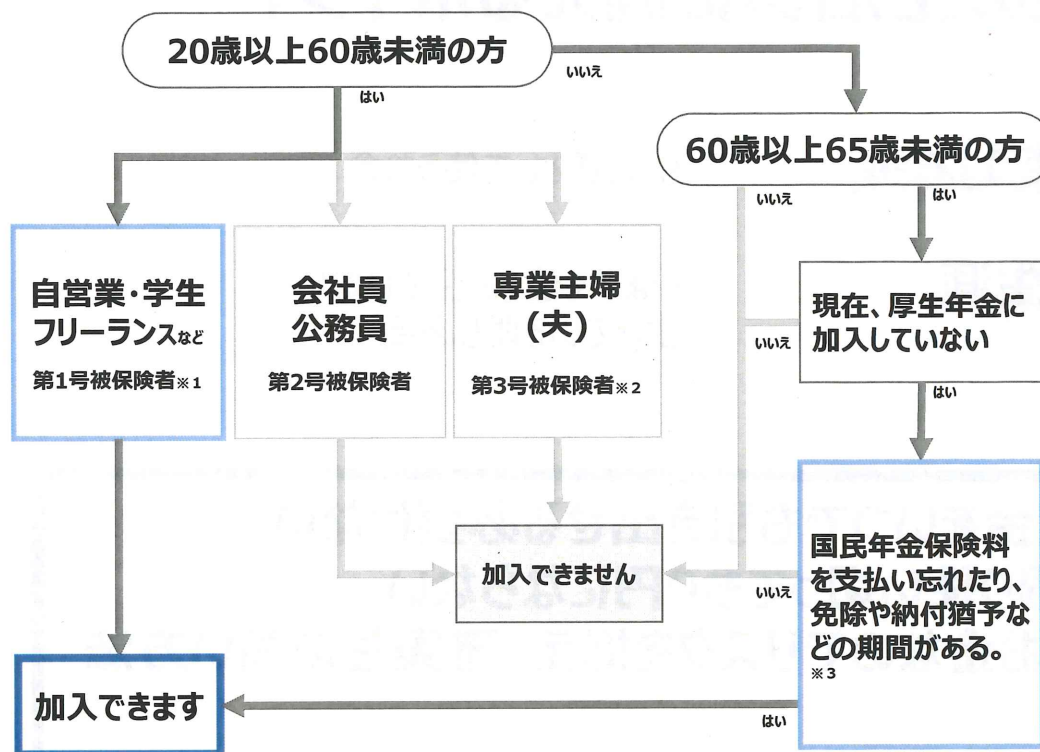 20歳以上60歳未満の方
いいえ
はい
60歳以上65歳未満の方
いいえ
はい
自営業・学生
フリーランスなど
第1号被保険者※1
会社員
公務員
第2号被保険者
専業主婦
(夫)
第3号被保険者※2
現在、厚生年金に
加入していない
いいえ
はい
国民年金保険料
を支払い忘れたり、
免除や納付猶予な
どの期間がある。
※3
いいえ
はい
加入できません
加入できます